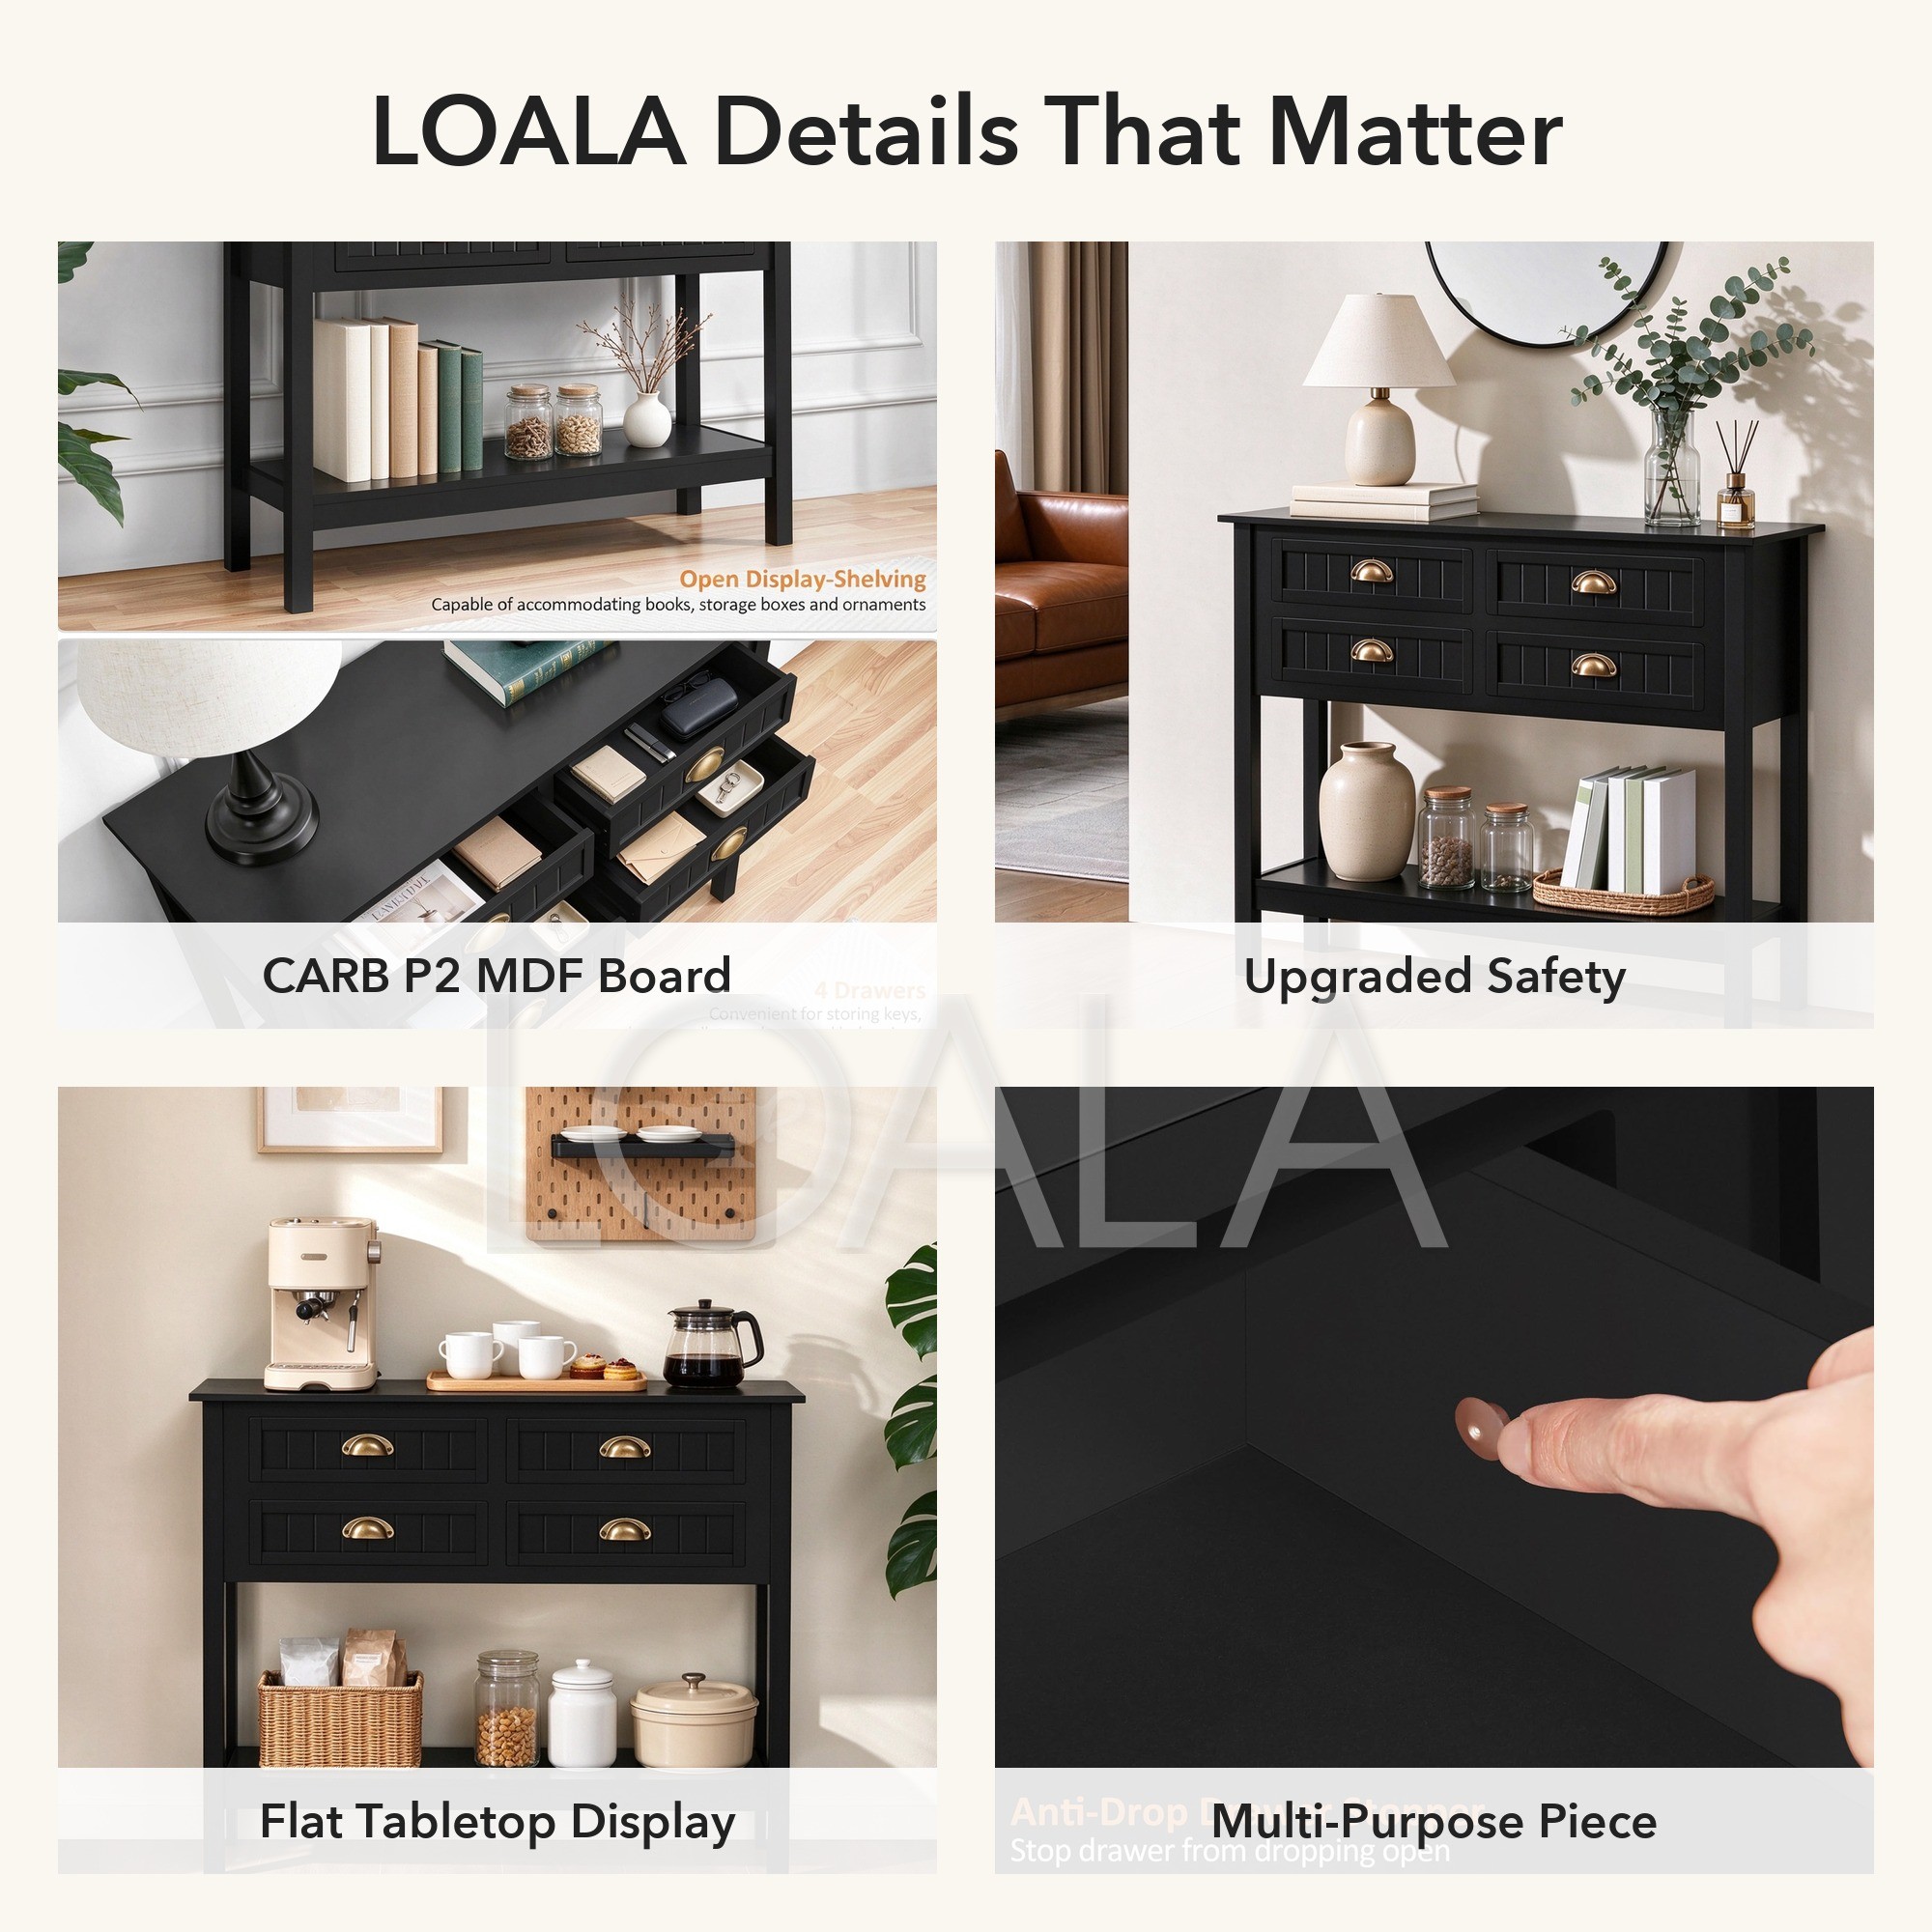 LOALA Details That Matter
Open Display-Shelving
Capable of accommodating books, storage boxes and ornaments
CARB P2 MDF Board
4 Drawers
Convenient for storing keys,
Upgraded Safety
LOALA
Flat Tabletop Display
Anti-Drop Drawer Stopper
Multi-Purpose Piece
Stop drawer from dropping open